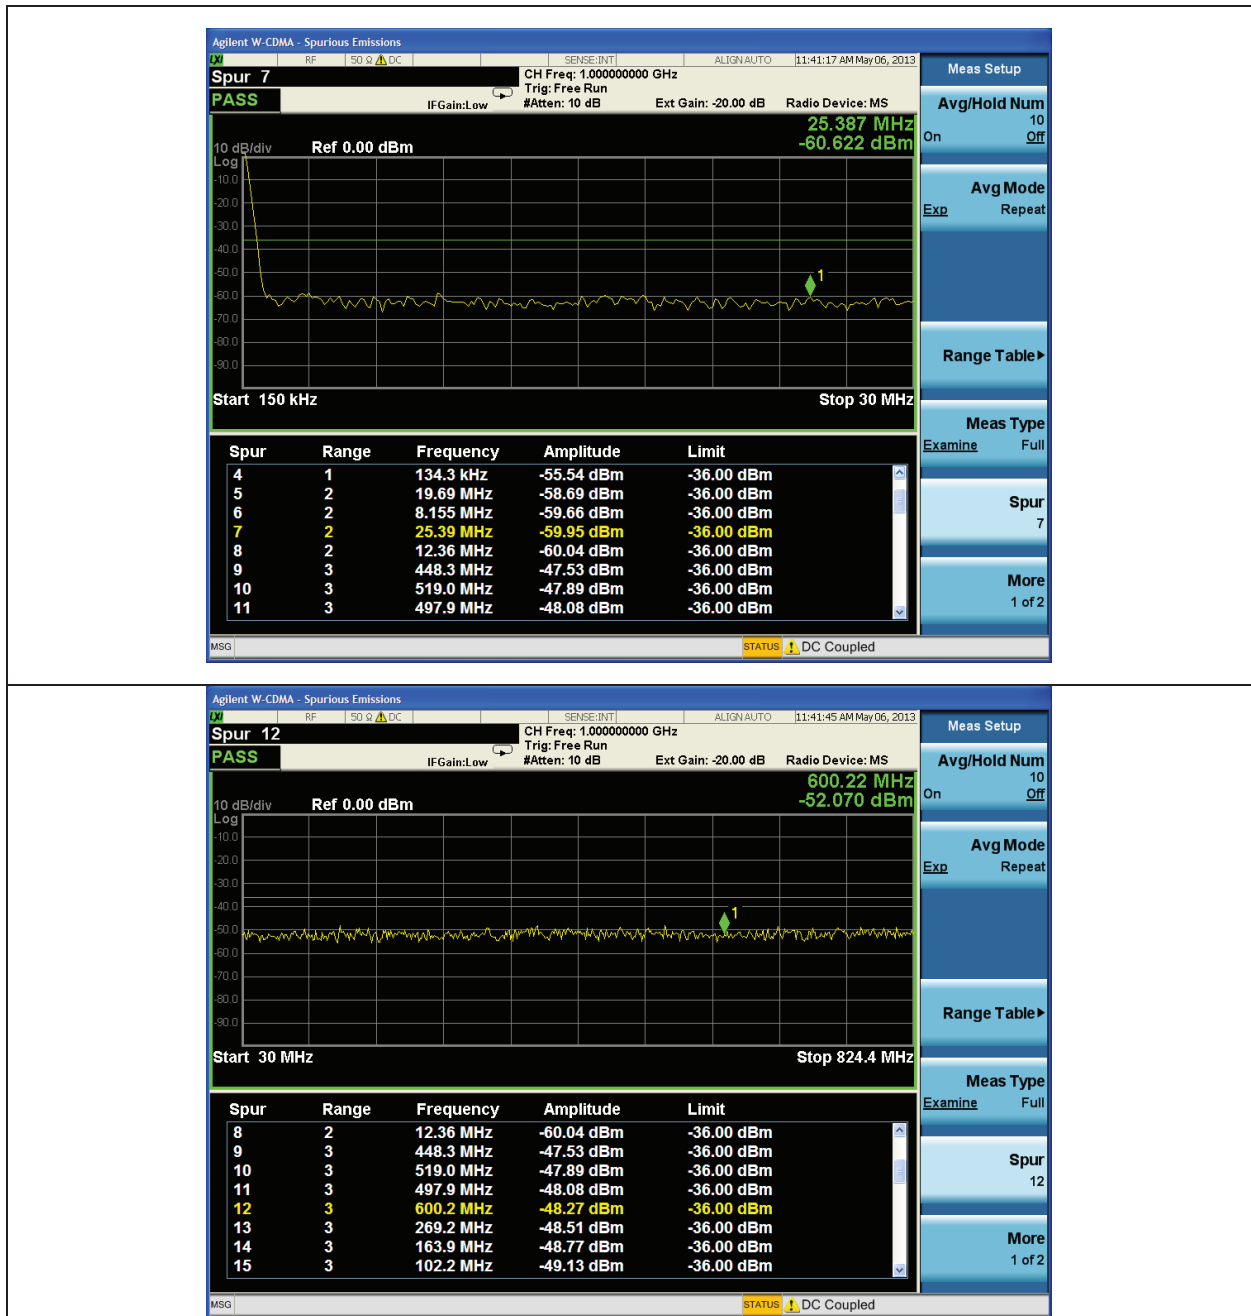 Agilent W-CDMA - Spurious Emissions
LXI RF 50 Ω DC SENSE:INT ALIGN AUTO 11:41:17 AM May 06, 2013
Spur 7
CH Freq: 1.000000000 GHz
Trig: Free Run
PASS
IFGain:Low #Atten: 10 dB Ext Gain: -20.00 dB Radio Device: MS
25.387 MHz
-60.622 dBm
10 dB/div Ref 0.00 dBm
Log
-10.0
-20.0
-30.0
-40.0
-50.0
1
-60.0
-70.0
-80.0
-90.0
Start 150 kHz Stop 30 MHz
Spur Range Frequency Amplitude Limit
4 1 134.3 kHz -55.54 dBm -36.00 dBm
5 2 19.69 MHz -58.69 dBm -36.00 dBm
6 2 8.155 MHz -59.66 dBm -36.00 dBm
7 2 25.39 MHz -59.95 dBm -36.00 dBm
8 2 12.36 MHz -60.04 dBm -36.00 dBm
9 3 448.3 MHz -47.53 dBm -36.00 dBm
10 3 519.0 MHz -47.89 dBm -36.00 dBm
11 3 497.9 MHz -48.08 dBm -36.00 dBm
MSG STATUS DC Coupled
Meas Setup
Avg/Hold Num
10
On Off
Avg Mode
Exp Repeat
Range Table
Meas Type
Examine Full
Spur
7
More
1 of 2
Agilent W-CDMA - Spurious Emissions
LXI RF 50 Ω DC SENSE:INT ALIGN AUTO 11:41:45 AM May 06, 2013
Spur 12
CH Freq: 1.000000000 GHz
Trig: Free Run
PASS
IFGain:Low #Atten: 10 dB Ext Gain: -20.00 dB Radio Device: MS
600.22 MHz
-52.070 dBm
10 dB/div Ref 0.00 dBm
Log
-10.0
-20.0
-30.0
-40.0
1
-50.0
-60.0
-70.0
-80.0
-90.0
Start 30 MHz Stop 824.4 MHz
Spur Range Frequency Amplitude Limit
8 2 12.36 MHz -60.04 dBm -36.00 dBm
9 3 448.3 MHz -47.53 dBm -36.00 dBm
10 3 519.0 MHz -47.89 dBm -36.00 dBm
11 3 497.9 MHz -48.08 dBm -36.00 dBm
12 3 600.2 MHz -48.27 dBm -36.00 dBm
13 3 269.2 MHz -48.51 dBm -36.00 dBm
14 3 163.9 MHz -48.77 dBm -36.00 dBm
15 3 102.2 MHz -49.13 dBm -36.00 dBm
MSG STATUS DC Coupled
Meas Setup
Avg/Hold Num
10
On Off
Avg Mode
Exp Repeat
Range Table
Meas Type
Examine Full
Spur
12
More
1 of 2